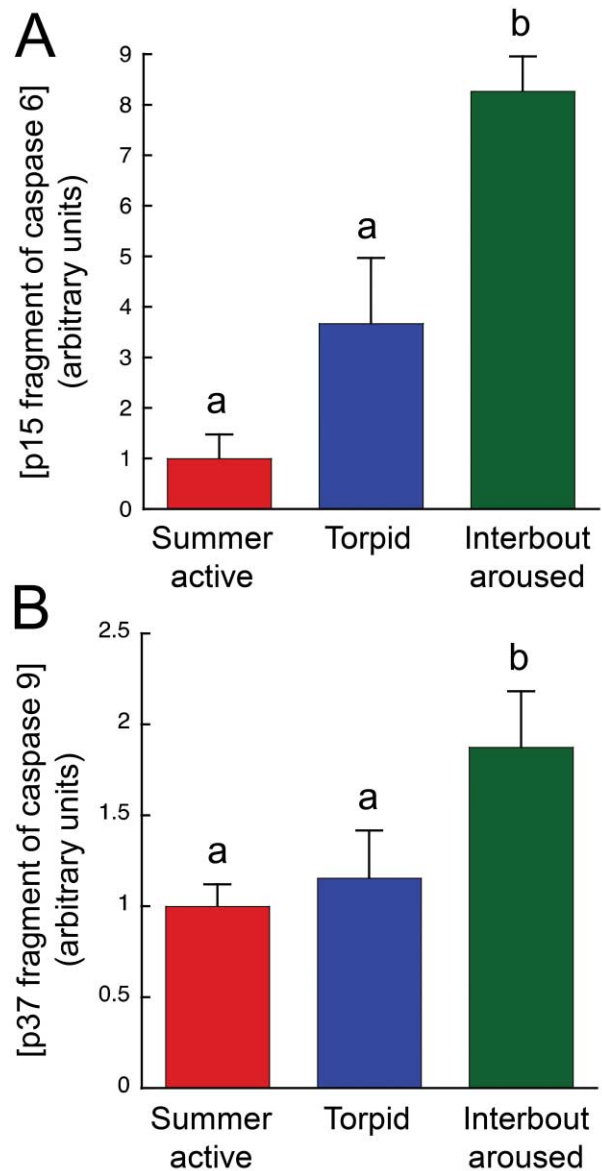 A
[p15 fragment of caspase 6]
(arbitrary units)
9
8
7
6
5
4
3
2
1
0
a
a
b
Summer active
Torpid
Interbout aroused
B
[p37 fragment of caspase 9]
(arbitrary units)
2.5
2
1.5
1
0.5
0
a
a
b
Summer active
Torpid
Interbout aroused